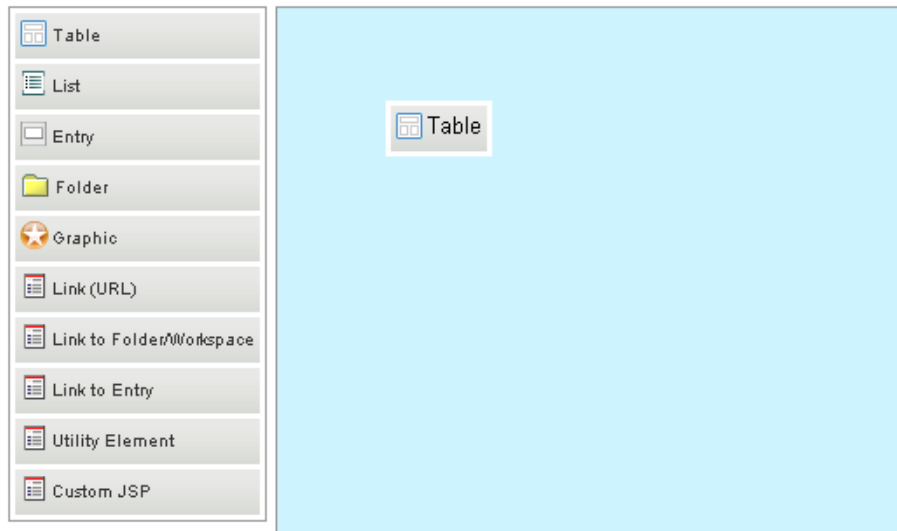 Table
List
Entry
Folder
Graphic
Link (URL)
Link to Folder/Workspace
Link to Entry
Utility Element
Custom JSP
Table